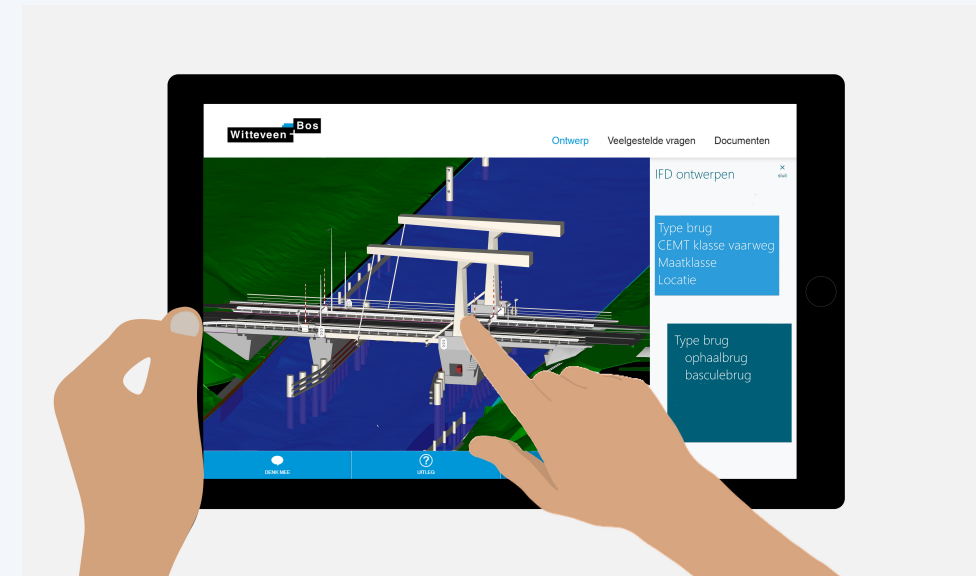 Witteveen
Bos
Ontwerp
Veelgestelde vragen
Documenten
IFD ontwerpen
×
sluit
Type brug
CEMT klasse vaarweg
Maatklasse
Locatie
Type brug
ophaalbrug
basculebrug
DENK MEE
UITLEG